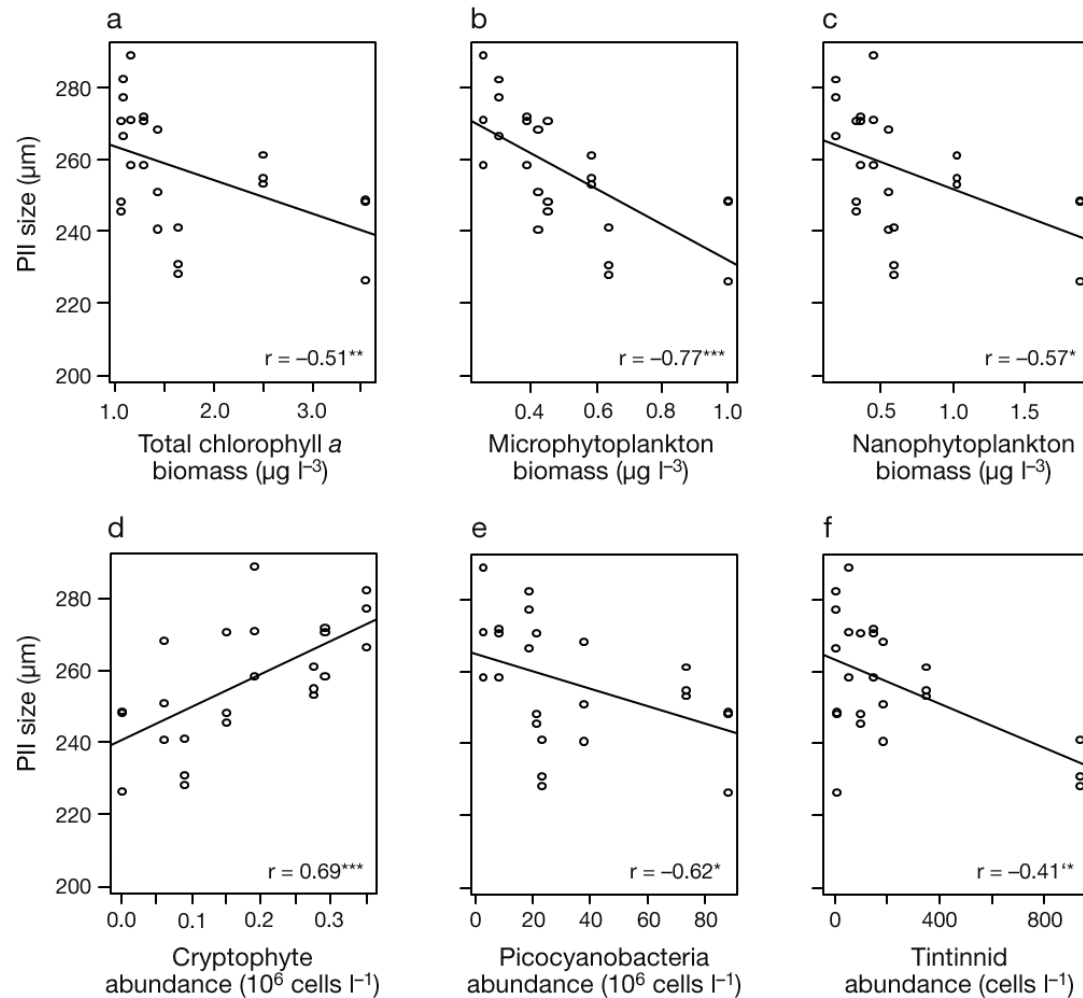 a
b
c
PII size (µm)
280
260
240
220
200
r = –0.51**
r = –0.77***
r = –0.57*
1.0 2.0 3.0
0.4 0.6 0.8 1.0
0.5 1.0 1.5
Total chlorophyll a
biomass (µg l⁻³)
Microphytoplankton
biomass (µg l⁻³)
Nanophytoplankton
biomass (µg l⁻³)
d
e
f
PII size (µm)
280
260
240
220
200
r = 0.69***
r = –0.62*
r = –0.41‘*
0.0 0.1 0.2 0.3
0 20 40 60 80
0 400 800
Cryptophyte
abundance (10⁶ cells l⁻¹)
Picocyanobacteria
abundance (10⁶ cells l⁻¹)
Tintinnid
abundance (cells l⁻¹)